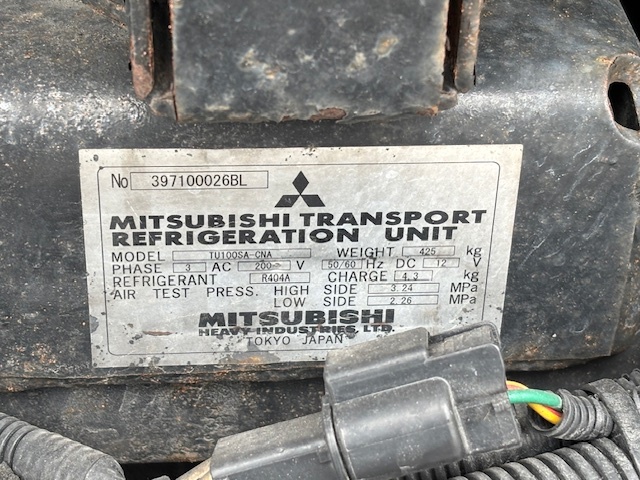 No 397100026BL
MITSUBISHI TRANSPORT
REFRIGERATION UNIT
MODEL TU100SA-CNA WEIGHT 425 kg
PHASE 3 AC 200 V 50/60 Hz DC 12 V
REFRIGERANT R404A CHARGE 4.3 kg
AIR TEST PRESS. HIGH SIDE 3.24 MPa
LOW SIDE 2.26 MPa
MITSUBISHI
HEAVY INDUSTRIES, LTD.
TOKYO JAPAN